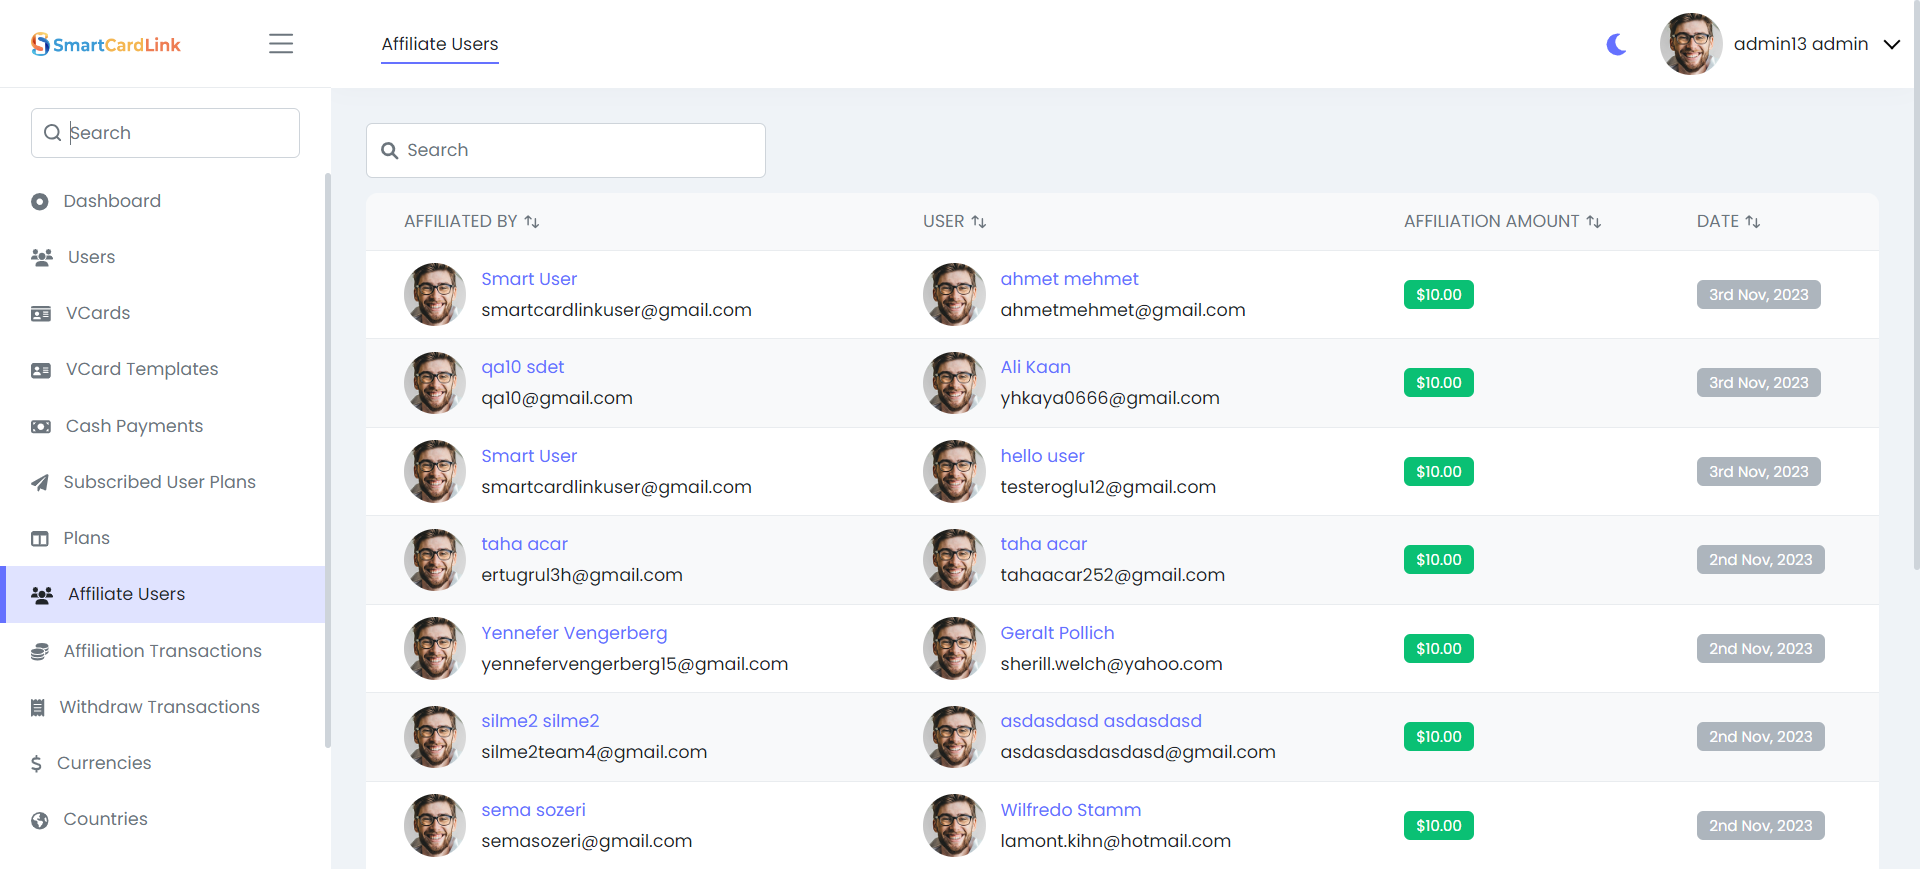 SmartCardLink
Affiliate Users
admin13 admin
Search
Dashboard
Users
VCards
VCard Templates
Cash Payments
Subscribed User Plans
Plans
Affiliate Users
Affiliation Transactions
Withdraw Transactions
$ Currencies
Countries
Search
AFFILIATED BY USER AFFILIATION AMOUNT DATE
Smart User ahmet mehmet
smartcardlinkuser@gmail.com ahmetmehmet@gmail.com
$10.00 3rd Nov, 2023
qa10 sdet Ali Kaan
qa10@gmail.com yhkaya0666@gmail.com
$10.00 3rd Nov, 2023
Smart User hello user
smartcardlinkuser@gmail.com testeroglu12@gmail.com
$10.00 3rd Nov, 2023
taha acar taha acar
ertugrul3h@gmail.com tahaacar252@gmail.com
$10.00 2nd Nov, 2023
Yennefer Vengerberg Geralt Pollich
yennefervengerberg15@gmail.com sherill.welch@yahoo.com
$10.00 2nd Nov, 2023
silme2 silme2 asdasdasd asdasdasd
silme2team4@gmail.com asdasdasdasdasd@gmail.com
$10.00 2nd Nov, 2023
sema sozeri Wilfredo Stamm
semasozeri@gmail.com lamont.kihn@hotmail.com
$10.00 2nd Nov, 2023